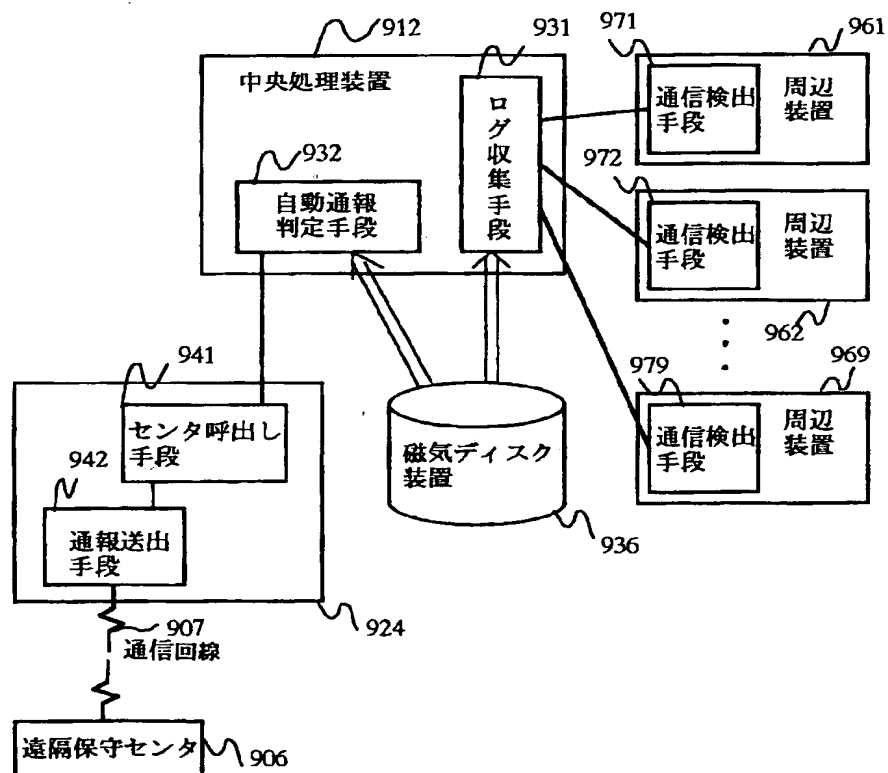 912
931
971
961
中央処理装置
ログ収集手段
通信検出
手段
周辺
装置
932
自動通報
判定手段
972
通信検出
手段
周辺
装置
962
941
センタ呼出し
手段
979
969
通信検出
手段
周辺
装置
磁気ディスク
装置
936
942
通報送出
手段
924
907
通信回線
遠隔保守センタ
906